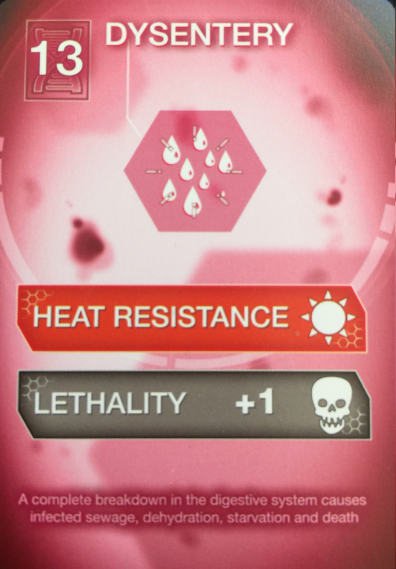 13
DYSENTERY
HEAT RESISTANCE
LETHALITY +1
A complete breakdown in the digestive system causes
infected sewage, dehydration, starvation and death